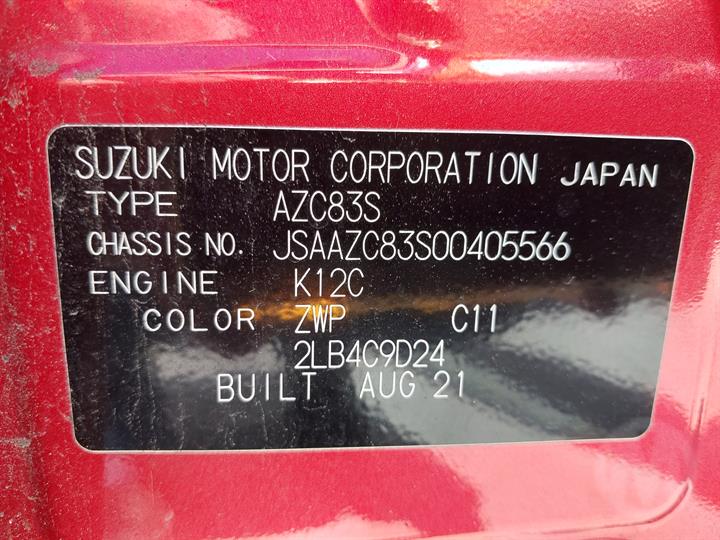 SUZUKI MOTOR CORPORATION JAPAN
TYPE AZC83S
CHASSIS NO. JSAAZC83S00405566
ENGINE K12C
COLOR ZWP C11
2LB4C9D24
BUILT AUG 21